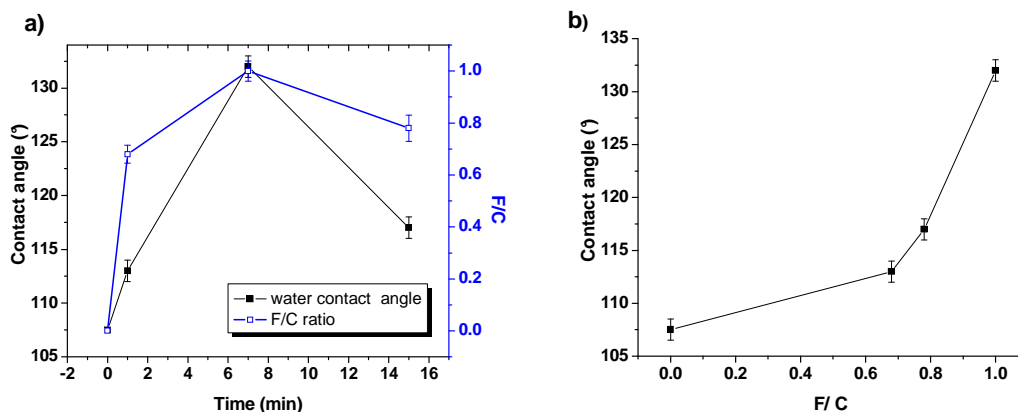 a)
130
125
120
115
110
105
Contact angle (°)
-2 0 2 4 6 8 10 12 14 16
Time (min)
1.0
0.8
0.6
0.4
0.2
0.0
F/C
water contact angle
F/C ratio
b)
135
130
125
120
115
110
105
Contact angle (°)
0.0 0.2 0.4 0.6 0.8 1.0
F/ C